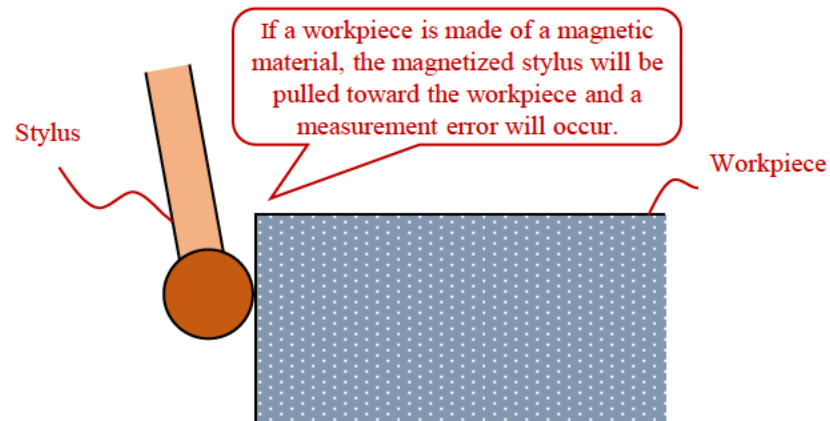 If a workpiece is made of a magnetic
material, the magnetized stylus will be
pulled toward the workpiece and a
measurement error will occur.
Stylus
Workpiece